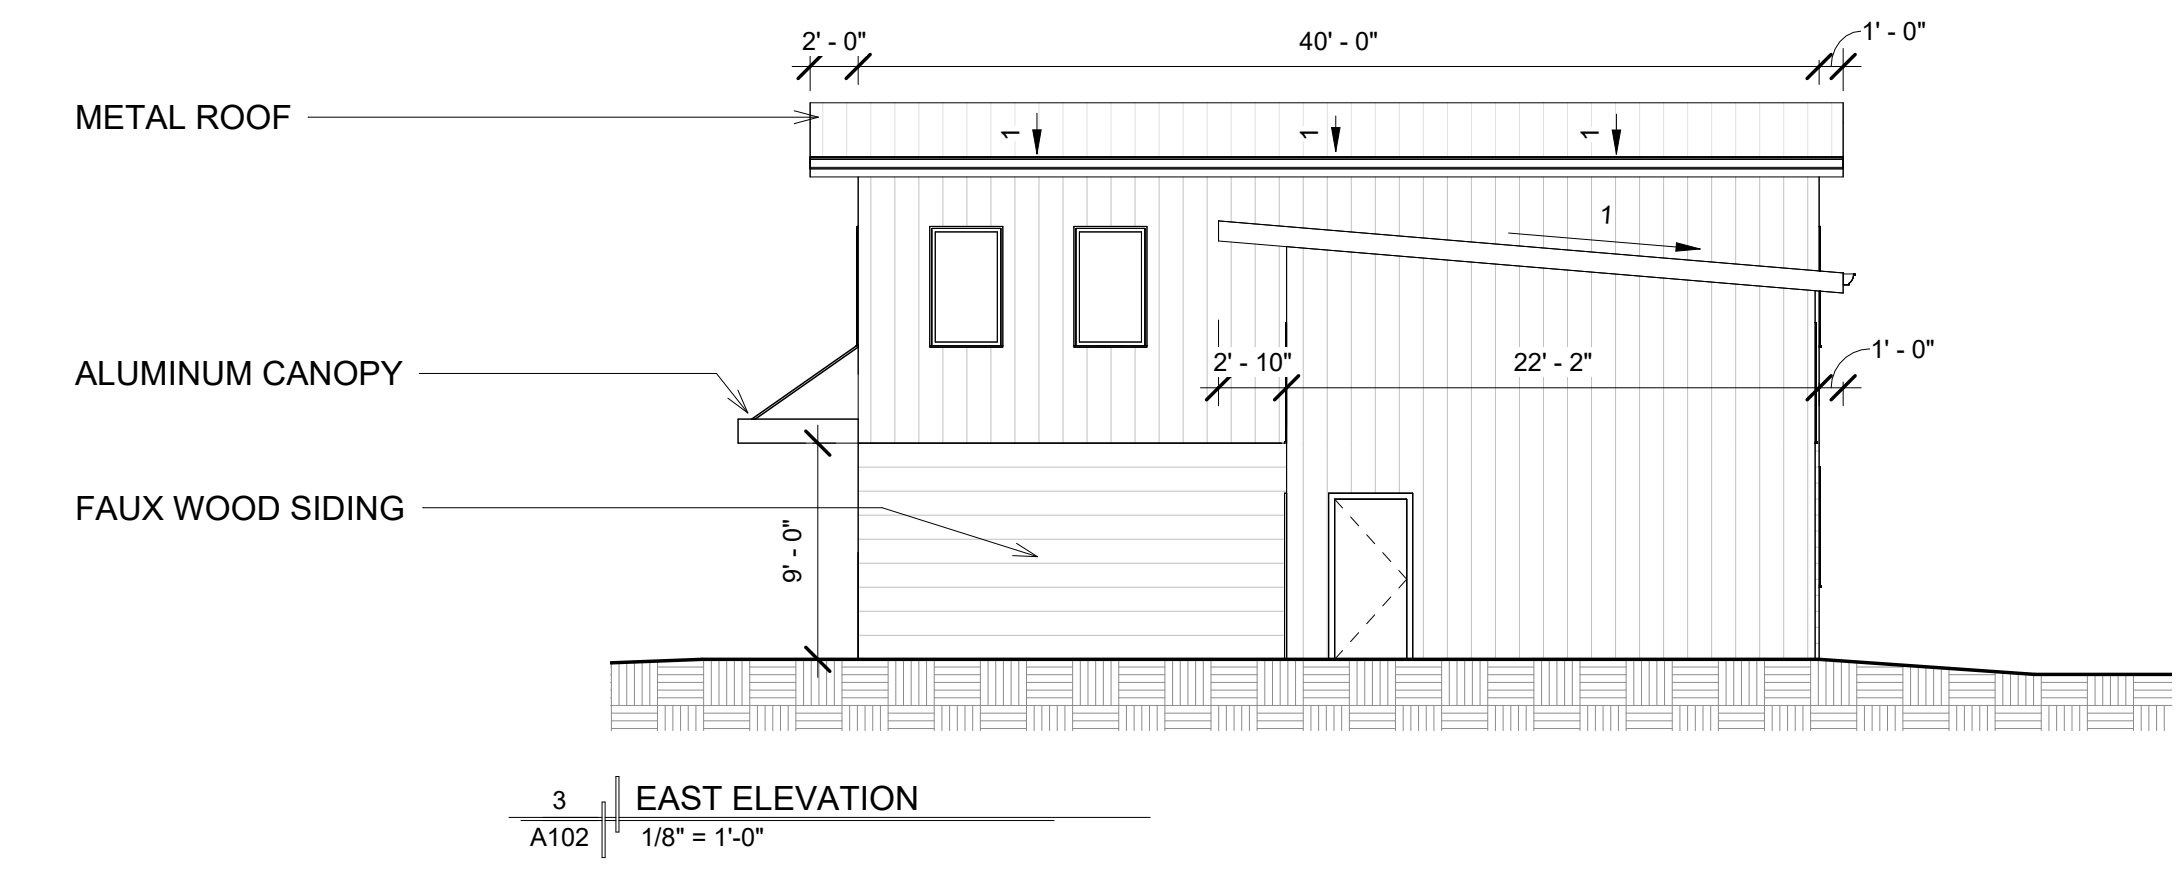 2' - 0"
40' - 0"
1' - 0"
METAL ROOF
1
1
1
1
ALUMINUM CANOPY
2' - 10"
22' - 2"
1' - 0"
FAUX WOOD SIDING
9' - 0"
3
EAST ELEVATION
A102
1/8" = 1'-0"